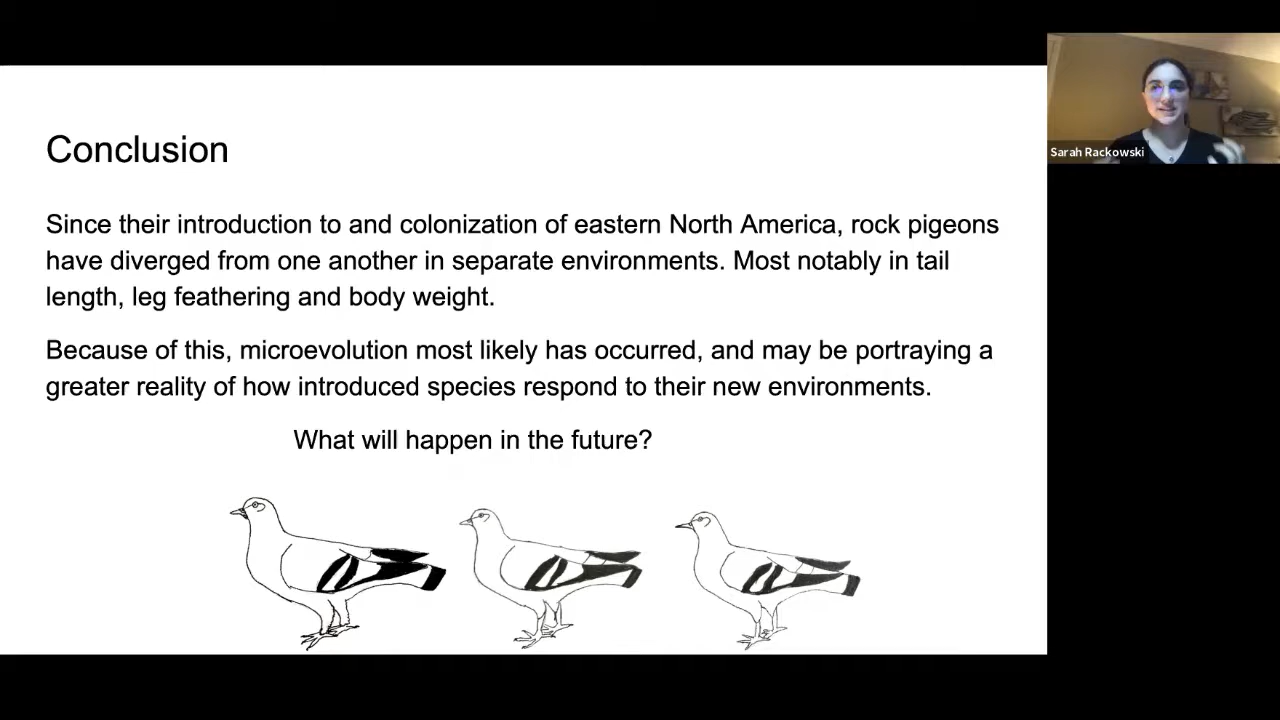 Conclusion
Since their introduction to and colonization of eastern North America, rock pigeons
have diverged from one another in separate environments. Most notably in tail
length, leg feathering and body weight.
Because of this, microevolution most likely has occurred, and may be portraying a
greater reality of how introduced species respond to their new environments.
What will happen in the future?
Sarah Rackowski